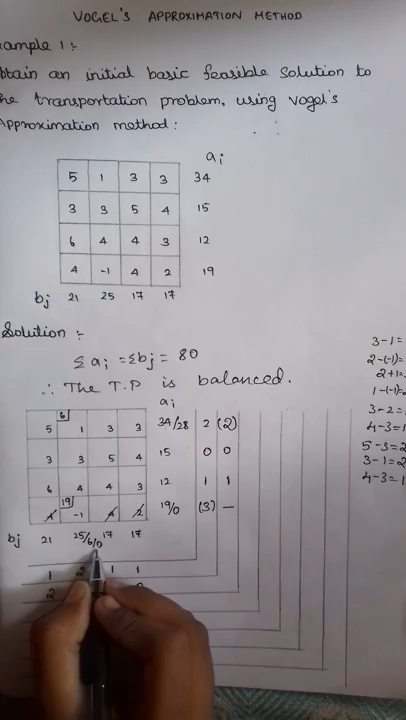 VOGEL'S APPROXIMATION METHOD
ample 1:-
btain an initial basic feasible solution to
he transportation problem, using Vogel's
Approximation method:
ai
5 1 3 3 34
3 3 5 4 15
6 4 4 3 12
4 -1 4 2 19
bj 21 25 17 17
Solution :-
Σai = Σbj = 80
∴ The T.P is balanced.
ai
6
5 1 3 3 34/28 2 (2)
3 3 5 4 15 0 0
6 4 4 3 12 1 1
19
4 -1 4 2 19/0 (3) —
bj 21 25/6/0 17 17
1 2 1 1
2
3-1=
2-(-1)=
2+1=
1-(-1)=
3-2=
4-3=1
5-3=2
3-1=2
4-3=1